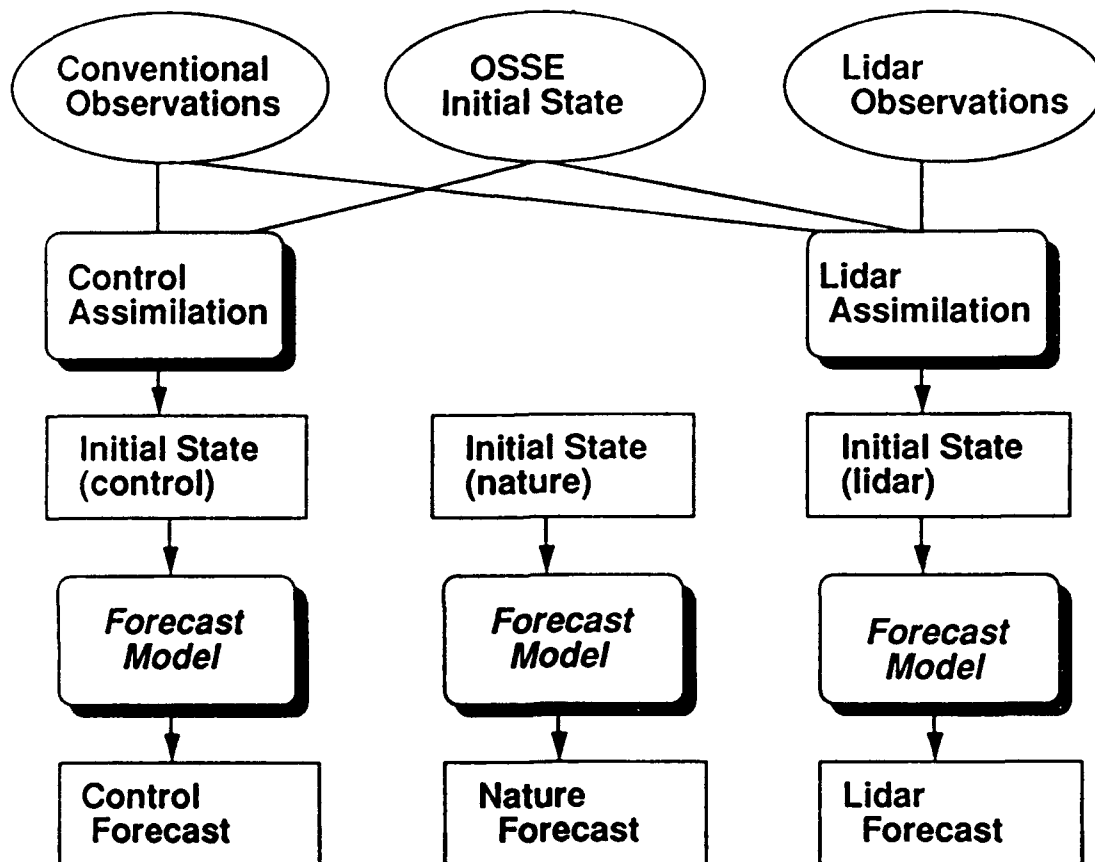 Conventional
Observations
OSSE
Initial State
Lidar
Observations
Control
Assimilation
Lidar
Assimilation
Initial State
(control)
Initial State
(nature)
Initial State
(lidar)
Forecast
Model
Forecast
Model
Forecast
Model
Control
Forecast
Nature
Forecast
Lidar
Forecast